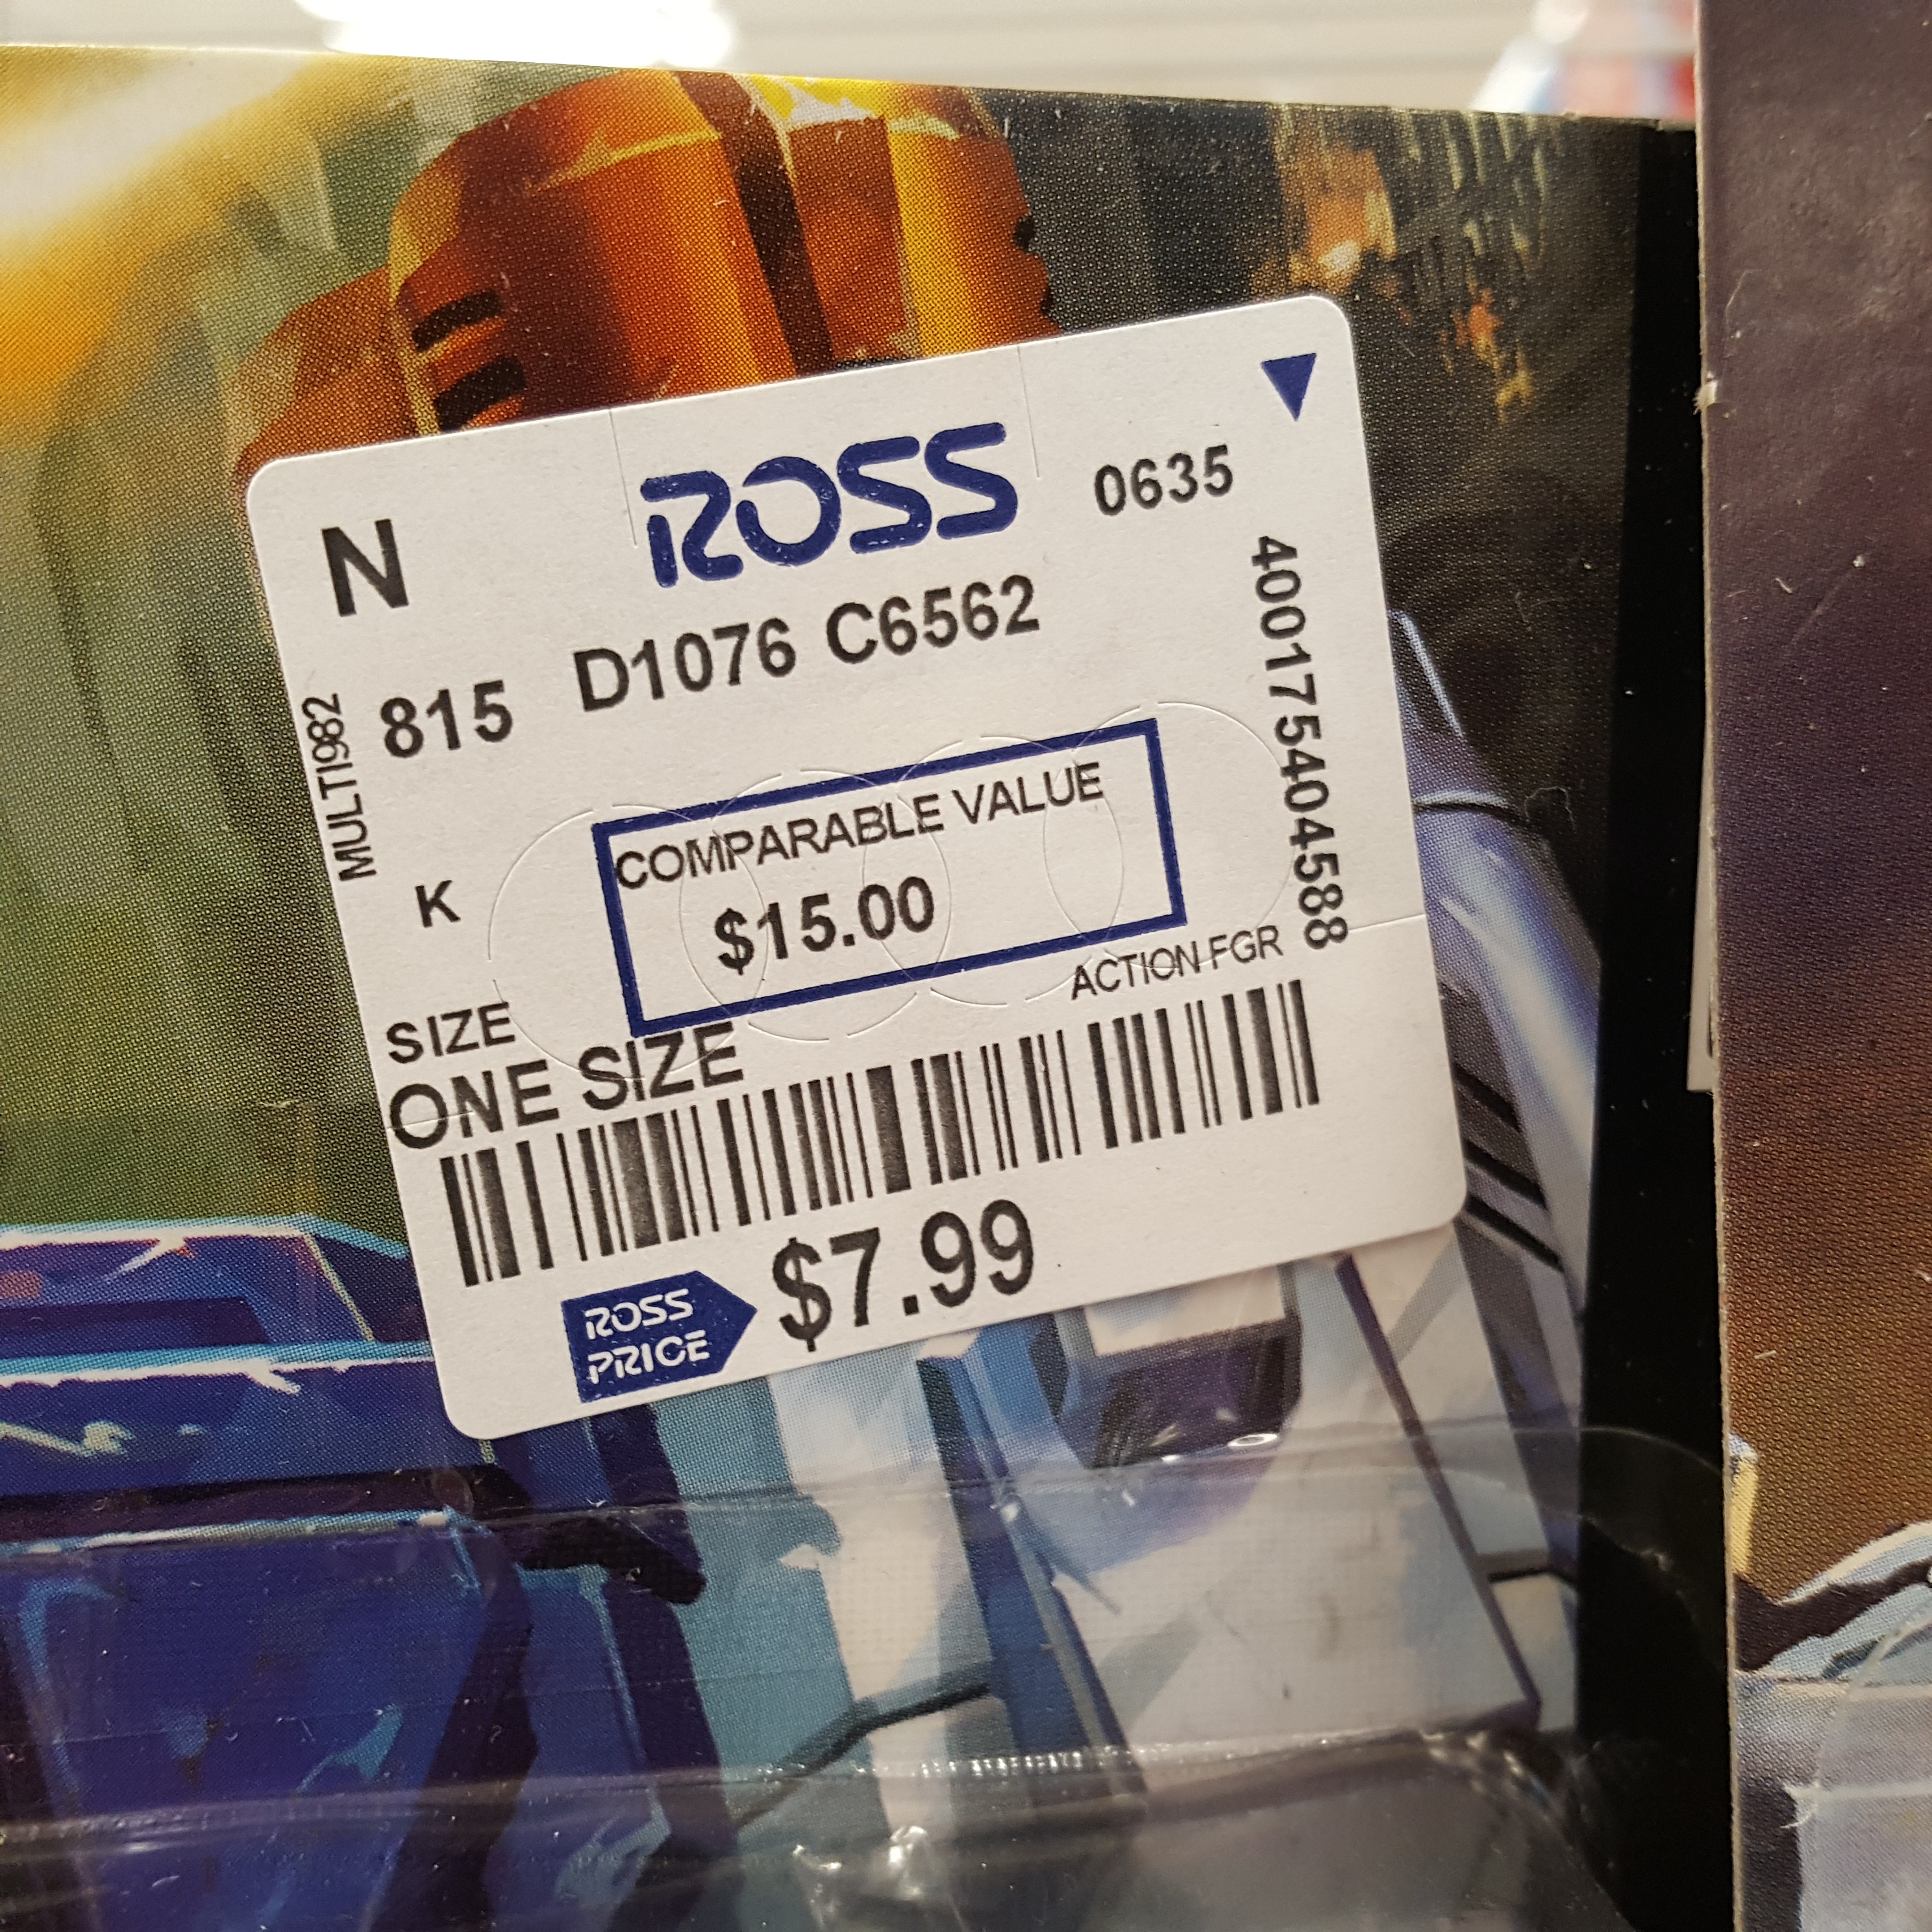 N
ROSS
0635
815 D1076 C6562
400175404588
MULTI982
K
COMPARABLE VALUE
$15.00
ACTION FGR
SIZE
ONE SIZE
ROSS
PRICE
$7.99